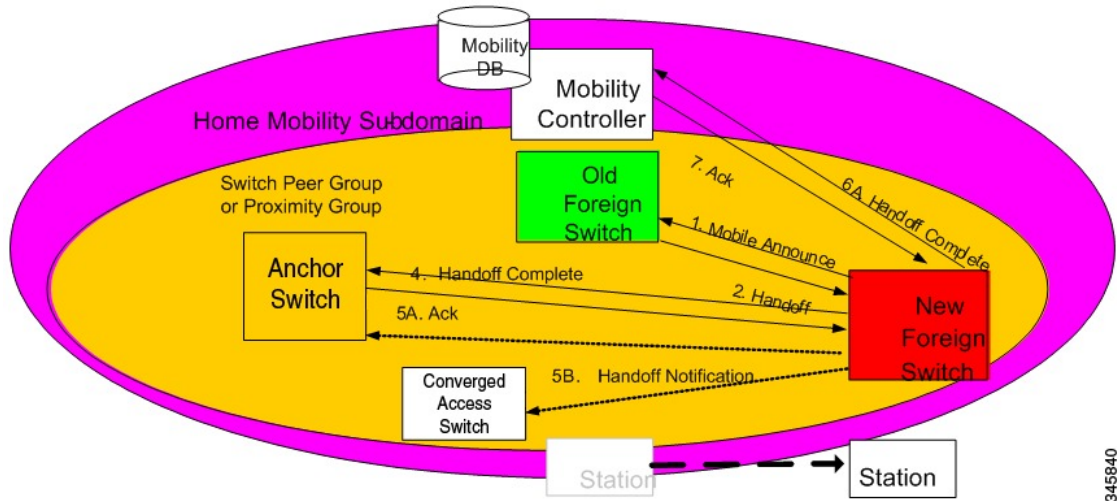 Mobility
DB
Mobility
Controller
Home Mobility Subdomain
Switch Peer Group
or Proximity Group
Old
Foreign
Switch
7. Ack
6A. Handoff Complete
1. Mobile Announce
Anchor
Switch
4. Handoff Complete
2. Handoff
5A. Ack
New
Foreign
Switch
5B. Handoff Notification
Converged
Access
Switch
Station
Station
345840